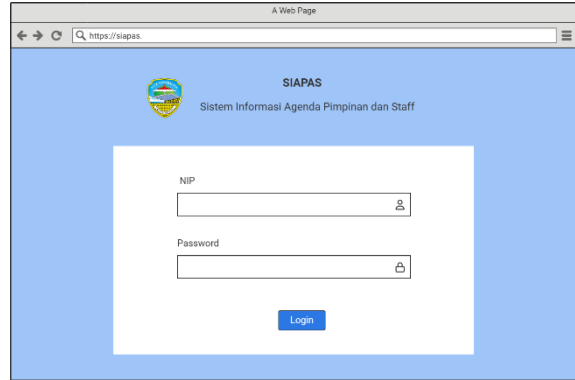 A Web Page
https://siapas.
SIAPAS
Sistem Informasi Agenda Pimpinan dan Staff
NIP
Password
Login